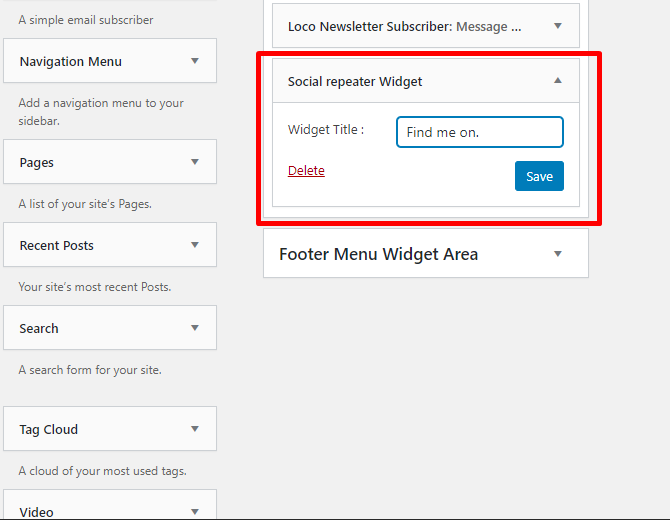 A simple email subscriber
Navigation Menu
Add a navigation menu to your
sidebar.
Pages
A list of your site's Pages.
Recent Posts
Your site's most recent Posts.
Search
A search form for your site.
Tag Cloud
A cloud of your most used tags.
Video
Loco Newsletter Subscriber: Message ...
Social repeater Widget
Widget Title :
Find me on.
Delete
Save
Footer Menu Widget Area